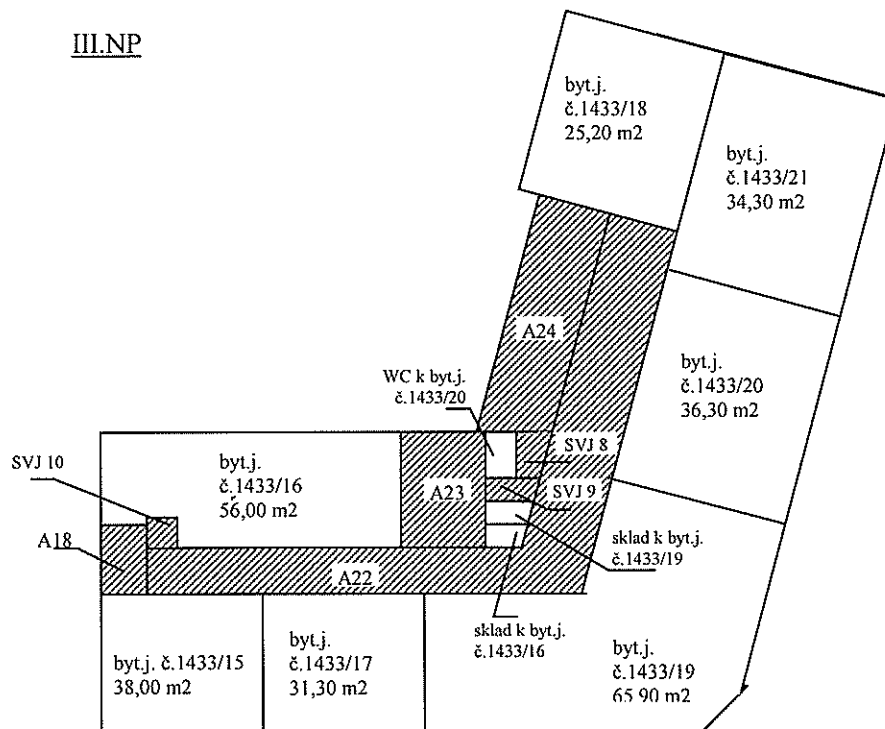 III.NP
byt.j.
č.1433/18
25,20 m2
byt.j.
č.1433/21
34,30 m2
A24
WC k byt.j.
č.1433/20
byt.j.
č.1433/20
36,30 m2
SVJ 10
byt.j.
č.1433/16
56,00 m2
A23
SVJ 8
SVJ 9
A18
sklad k byt.j.
č.1433/19
A22
sklad k byt.j.
č.1433/16
byt.j. č.1433/15
38,00 m2
byt.j.
č.1433/17
31,30 m2
byt.j.
č.1433/19
65 90 m2